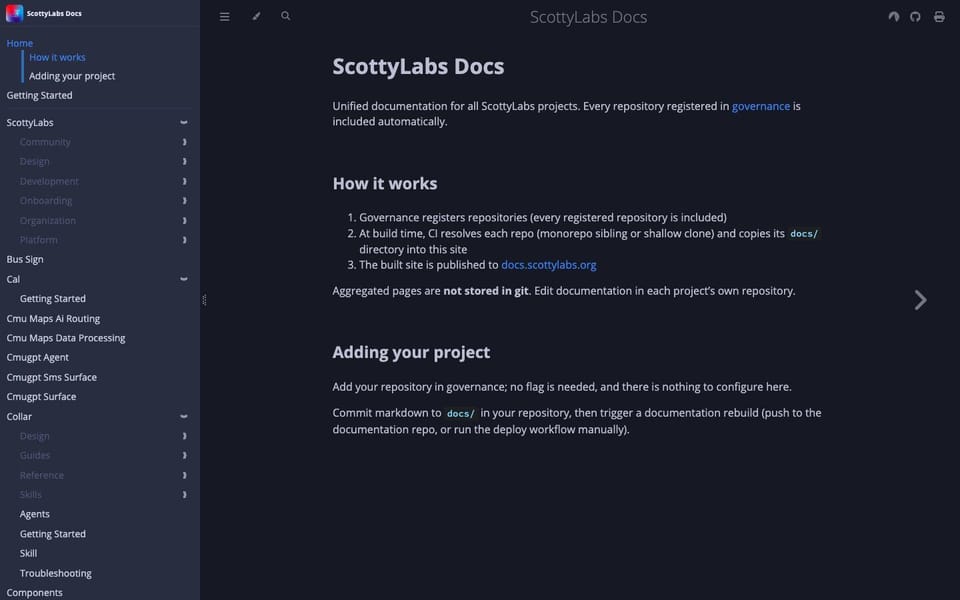 ScottyLabs Docs
Home
How it works
Adding your project
Getting Started
ScottyLabs
Community
Design
Development
Onboarding
Organization
Platform
Bus Sign
Cal
Getting Started
Cmu Maps Ai Routing
Cmu Maps Data Processing
Cmugpt Agent
Cmugpt Sms Surface
Cmugpt Surface
Collar
Design
Guides
Reference
Skills
Agents
Getting Started
Skill
Troubleshooting
Components
ScottyLabs Docs
ScottyLabs Docs
Unified documentation for all ScottyLabs projects. Every repository registered in governance is
included automatically.
How it works
1. Governance registers repositories (every registered repository is included)
2. At build time, CI resolves each repo (monorepo sibling or shallow clone) and copies its docs/
directory into this site
3. The built site is published to docs.scottylabs.org
Aggregated pages are not stored in git. Edit documentation in each project's own repository.
Adding your project
Add your repository in governance; no flag is needed, and there is nothing to configure here.
Commit markdown to docs/ in your repository, then trigger a documentation rebuild (push to the
documentation repo, or run the deploy workflow manually).